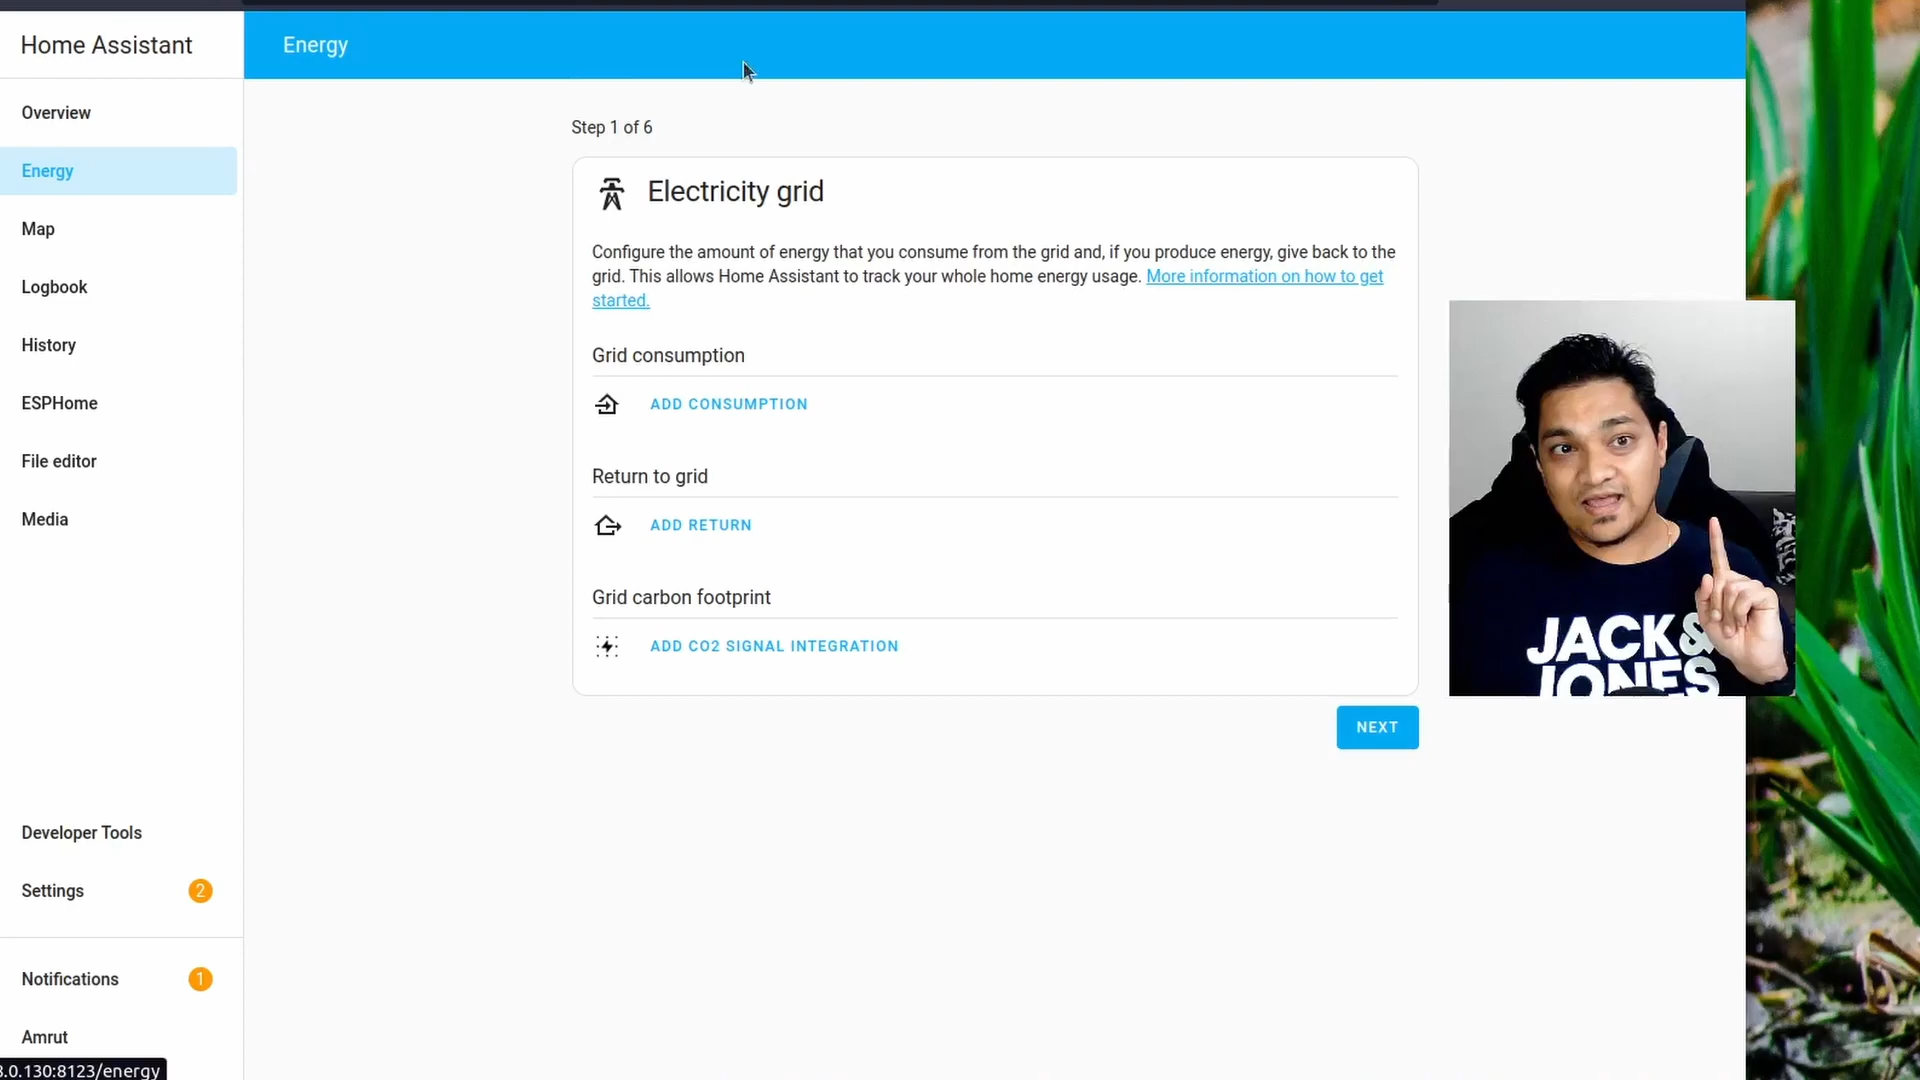 Home Assistant
Energy
Overview
Energy
Map
Logbook
History
ESPHome
File editor
Media
Developer Tools
Settings 2
Notifications 1
Amrut
3.0.130:8123/energy
Step 1 of 6
Electricity grid
Configure the amount of energy that you consume from the grid and, if you produce energy, give back to the
grid. This allows Home Assistant to track your whole home energy usage. More information on how to get
started.
Grid consumption
ADD CONSUMPTION
Return to grid
ADD RETURN
Grid carbon footprint
ADD CO2 SIGNAL INTEGRATION
NEXT
JACK&
JONES